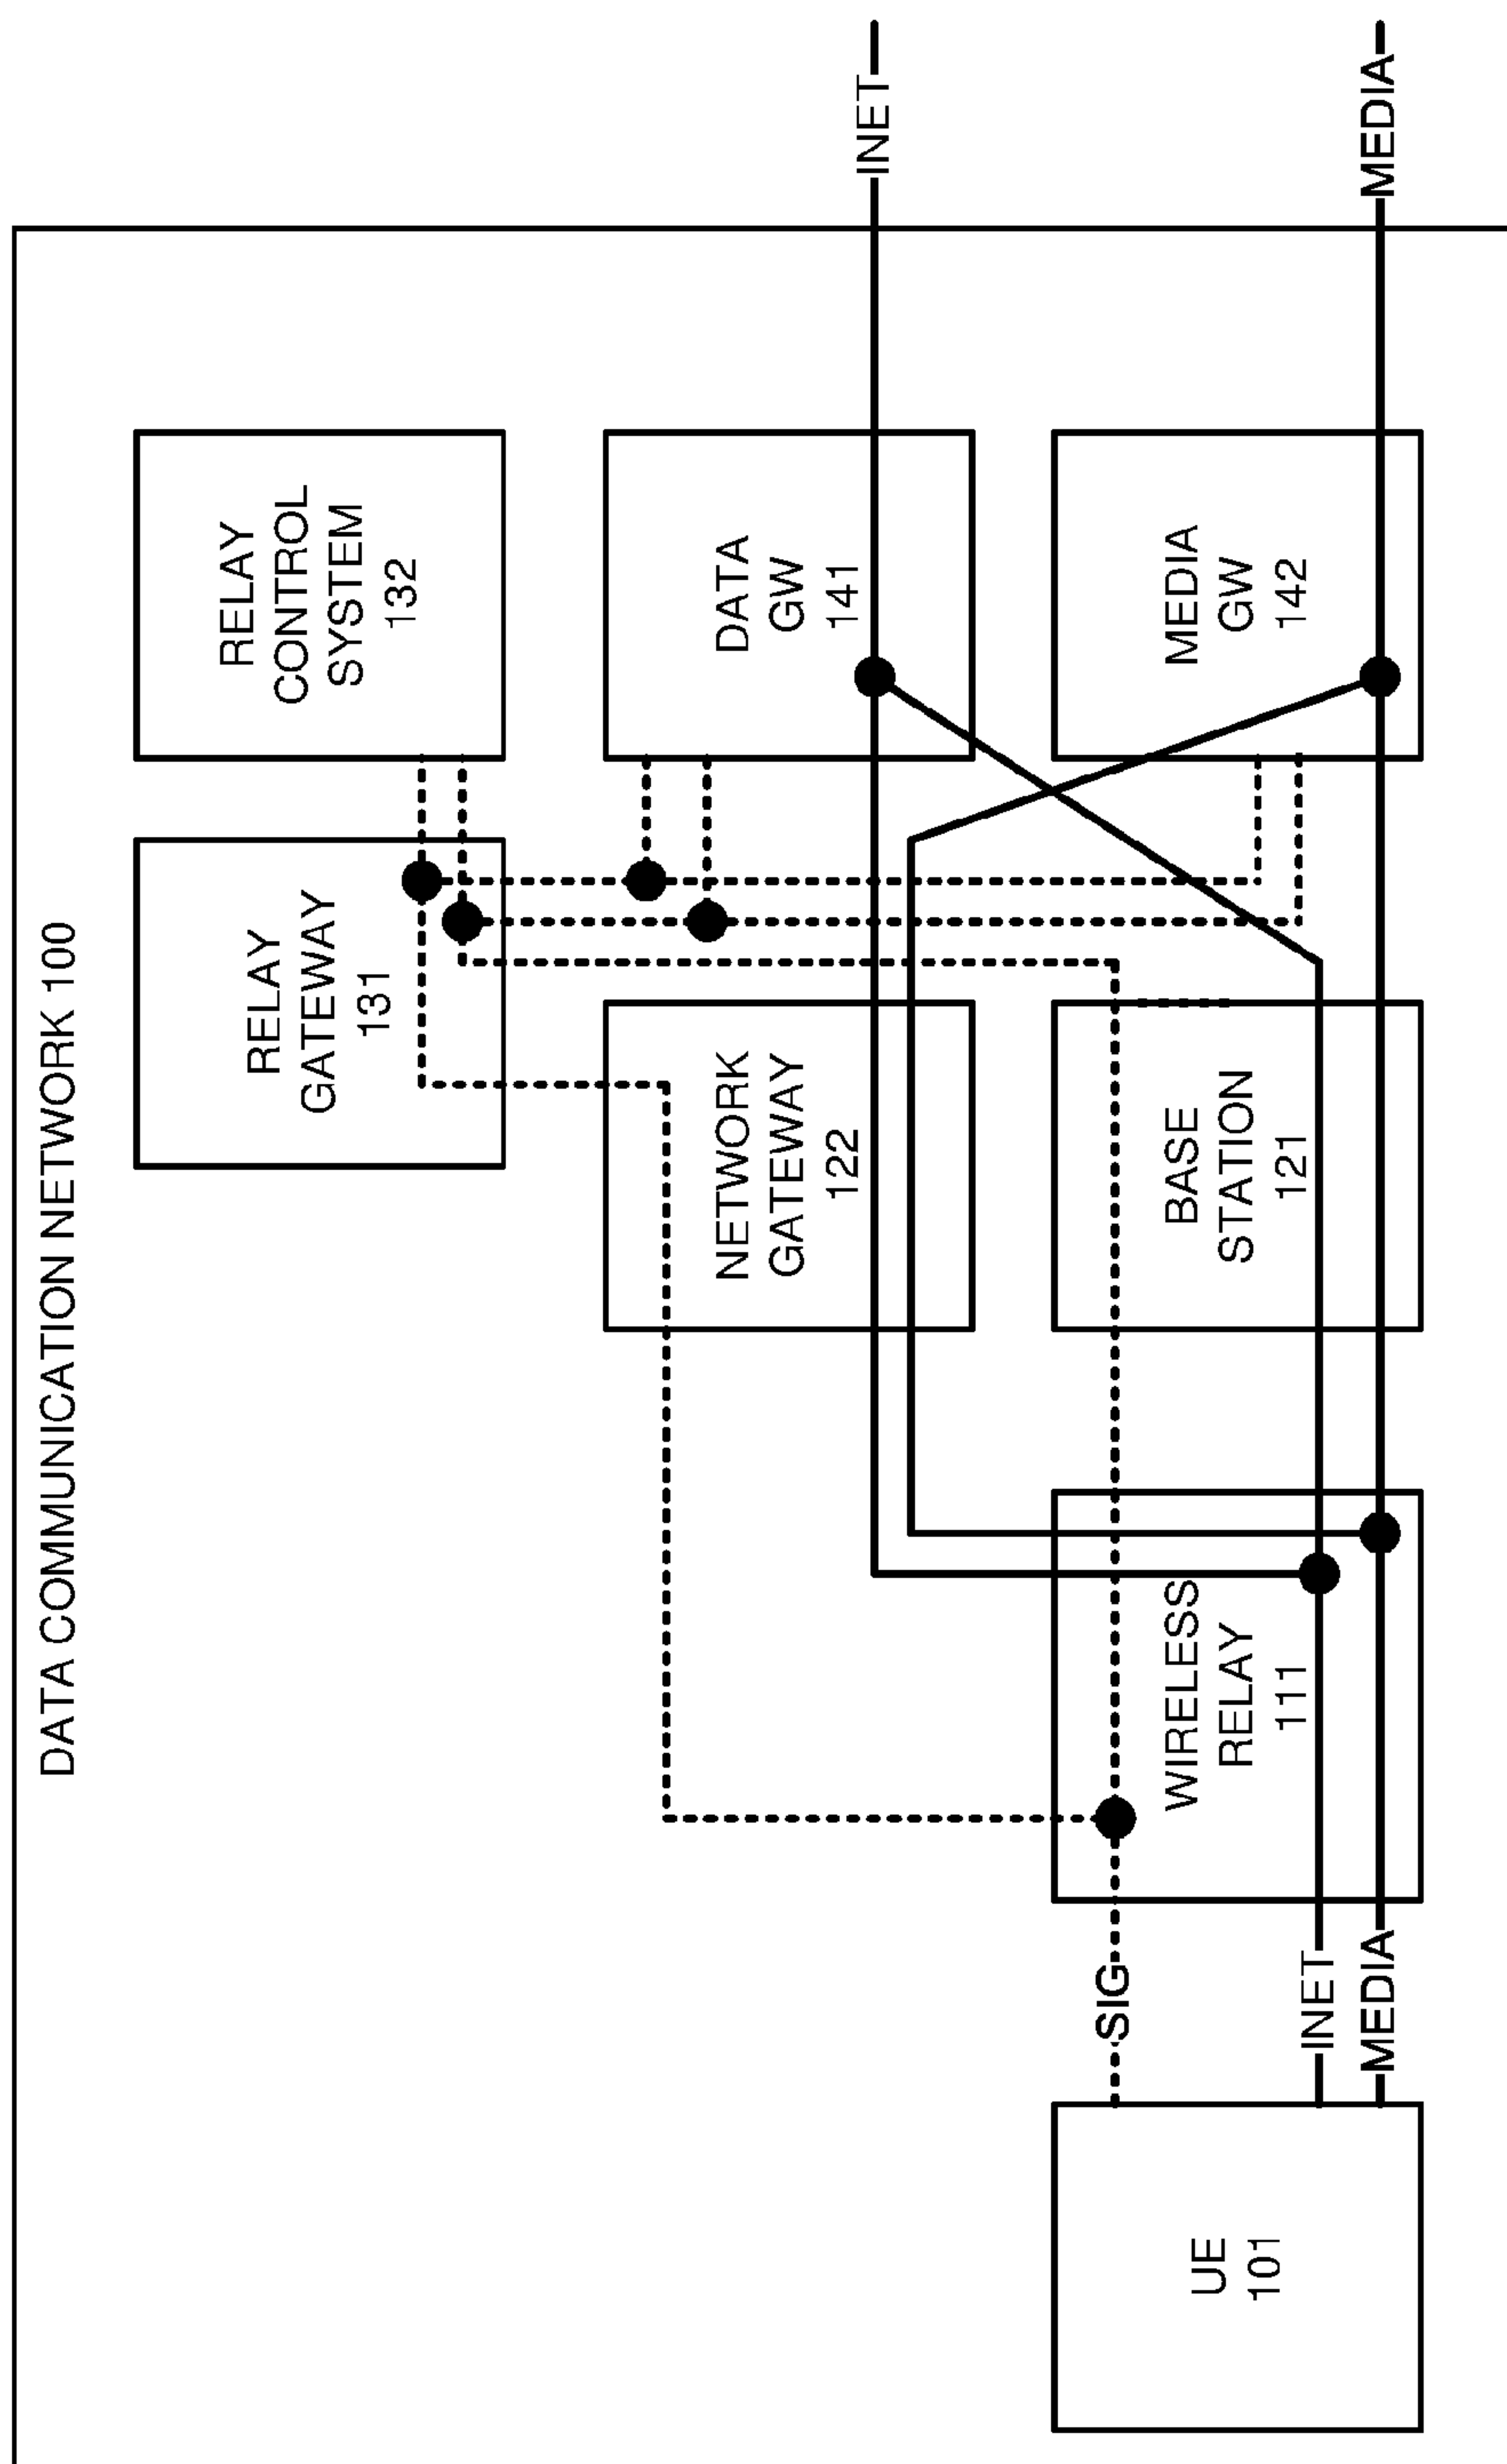 DATA COMMUNICATION NETWORK 100
RELAY
GATEWAY
131
RELAY
CONTROL
SYSTEM
132
NETWORK
GATEWAY
122
DATA
GW
141
INET
UE
101
SIG
INET
MEDIA
WIRELESS
RELAY
111
BASE
STATION
121
MEDIA
GW
142
MEDIA